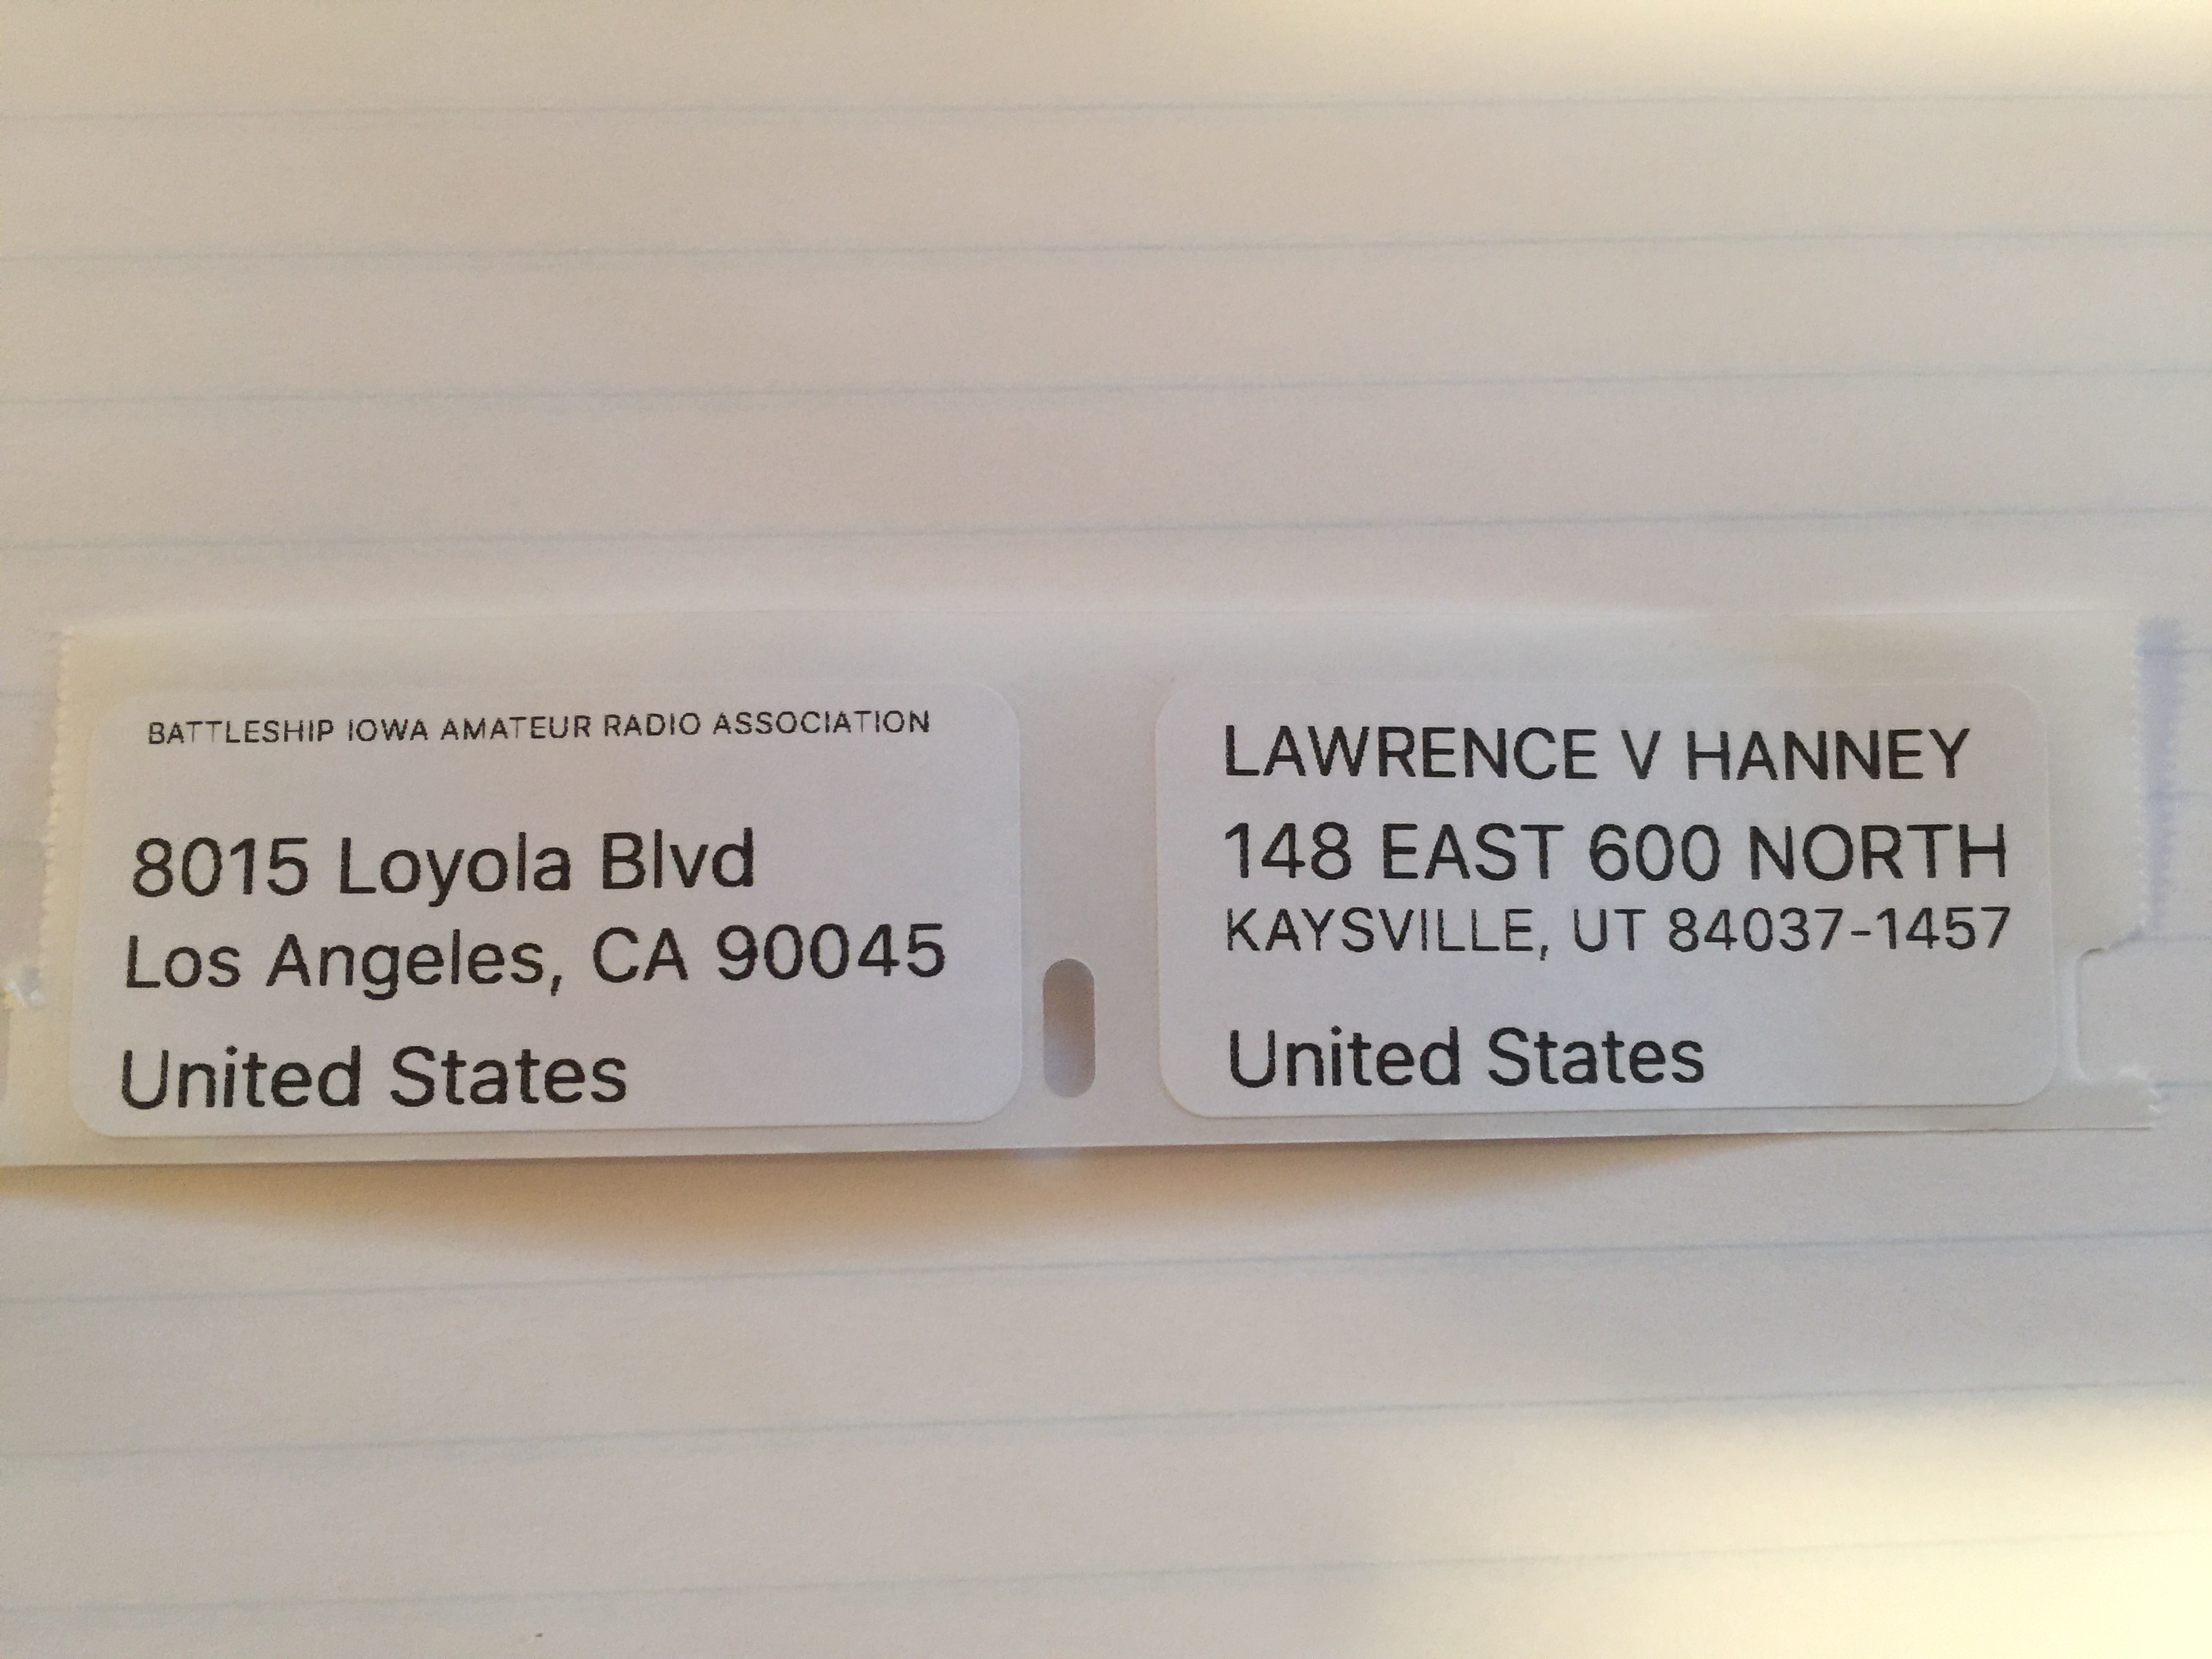 BATTLESHIP IOWA AMATEUR RADIO ASSOCIATION
8015 Loyola Blvd
Los Angeles, CA 90045
United States
LAWRENCE V HANNEY
148 EAST 600 NORTH
KAYSVILLE, UT 84037-1457
United States